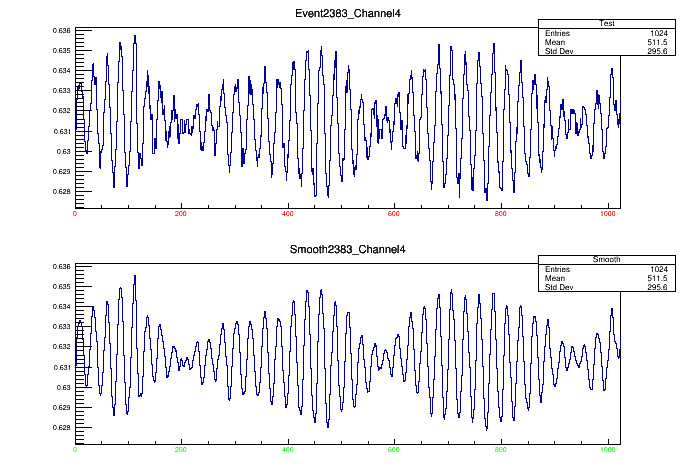 Event2383_Channel4
Test
Entries 1024
Mean 511.5
Std Dev 295.6
0.636
0.635
0.634
0.633
0.632
0.631
0.63
0.629
0.628
0 200 400 600 800 1000
Smooth2383_Channel4
Smooth
Entries 1024
Mean 511.5
Std Dev 295.6
0.636
0.635
0.634
0.633
0.632
0.631
0.63
0.629
0.628
0 200 400 600 800 1000